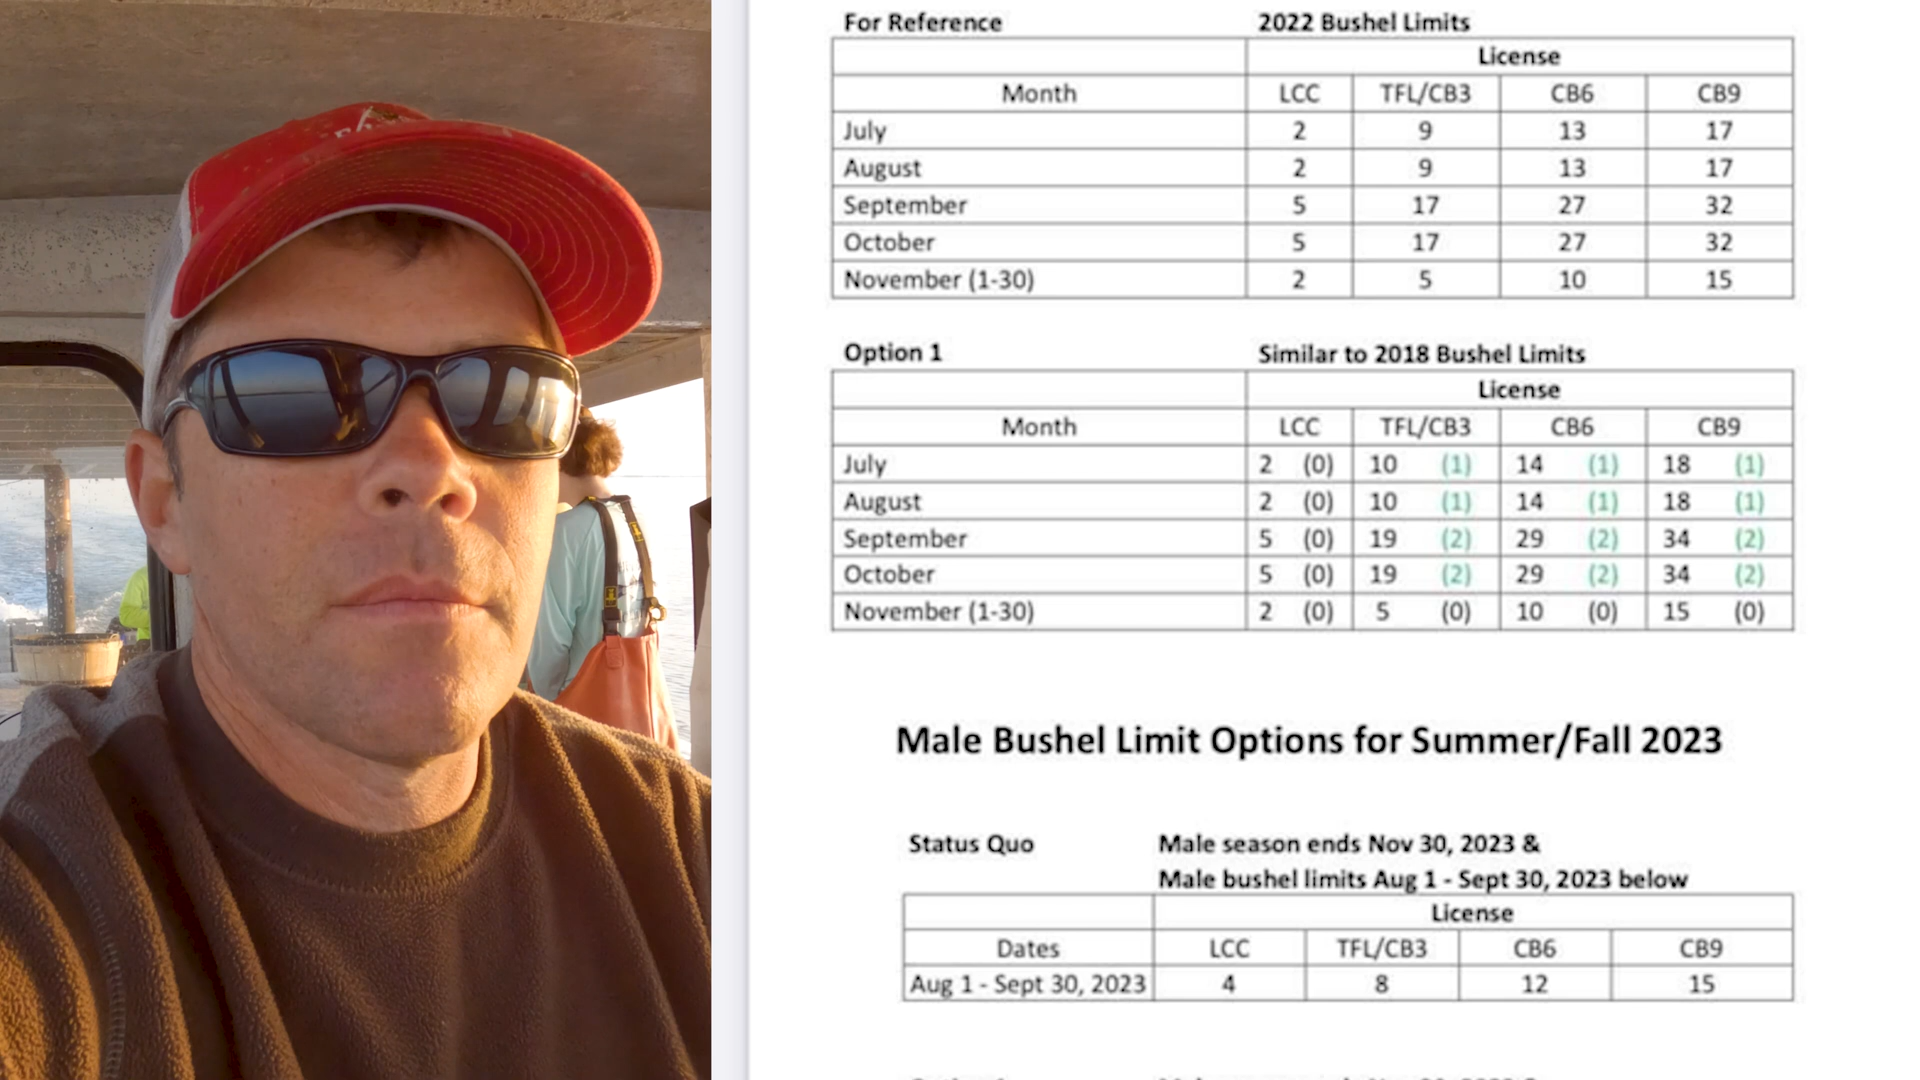 For Reference 2022 Bushel Limits
License
Month LCC TFL/CB3 CB6 CB9
July 2 9 13 17
August 2 9 13 17
September 5 17 27 32
October 5 17 27 32
November (1-30) 2 5 10 15
Option 1 Similar to 2018 Bushel Limits
License
Month LCC TFL/CB3 CB6 CB9
July 2 (0) 10 (1) 14 (1) 18 (1)
August 2 (0) 10 (1) 14 (1) 18 (1)
September 5 (0) 19 (2) 29 (2) 34 (2)
October 5 (0) 19 (2) 29 (2) 34 (2)
November (1-30) 2 (0) 5 (0) 10 (0) 15 (0)
Male Bushel Limit Options for Summer/Fall 2023
Status Quo Male season ends Nov 30, 2023 &
Male bushel limits Aug 1 - Sept 30, 2023 below
License
Dates LCC TFL/CB3 CB6 CB9
Aug 1 - Sept 30, 2023 4 8 12 15